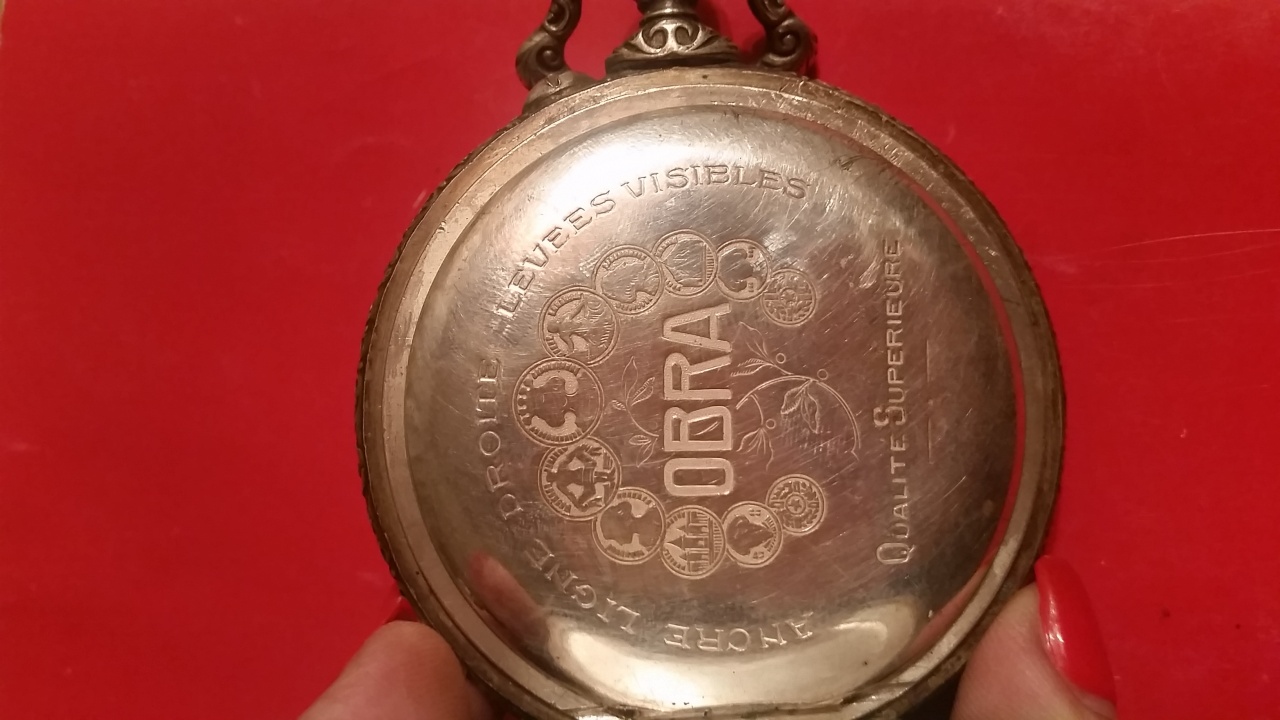 ANCRE LIGNE DROITE LEVEES VISIBLES
OBRA
QUALITE SUPERIEURE